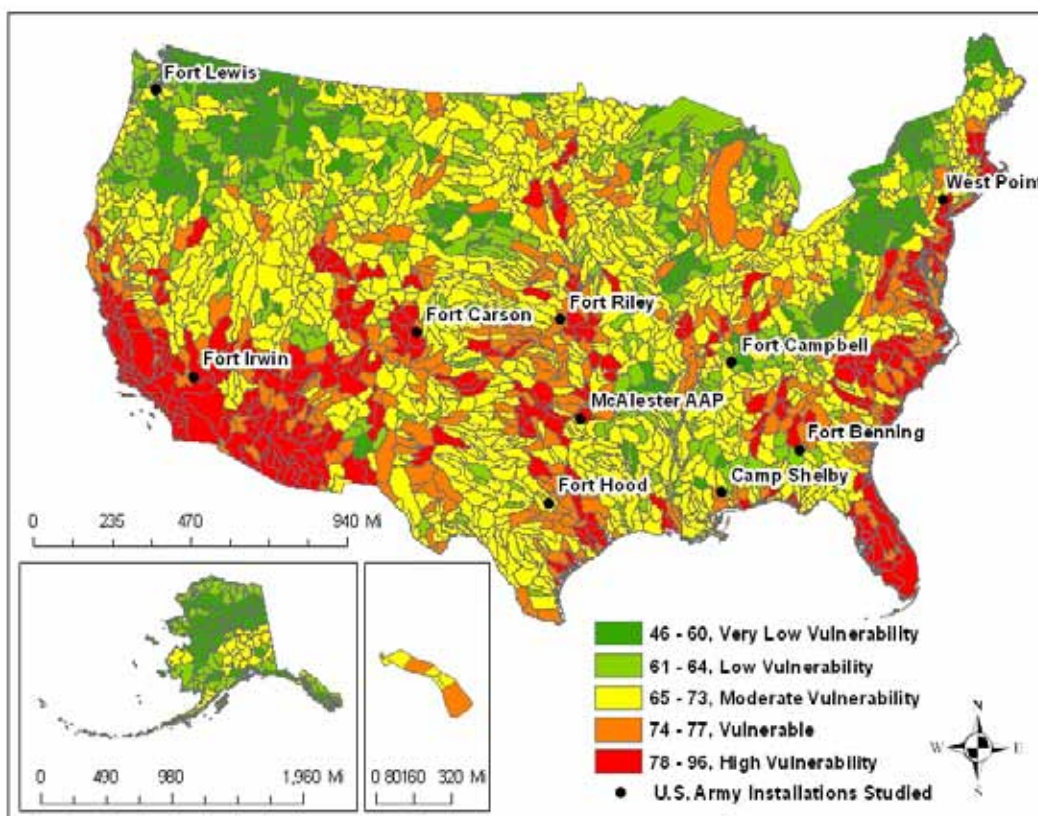 Fort Lewis
West Point
Fort Riley
Fort Carson
Fort Campbell
Fort Irwin
McAlester AAP
Fort Benning
Camp Shelby
Fort Hood
0 235 470 940 Mi
46 - 60, Very Low Vulnerability
61 - 64, Low Vulnerability
65 - 73, Moderate Vulnerability
74 - 77, Vulnerable
78 - 96, High Vulnerability
U.S. Army Installations Studied
N
W E
S
0 490 980 1,960 Mi
0 80160 320 Mi